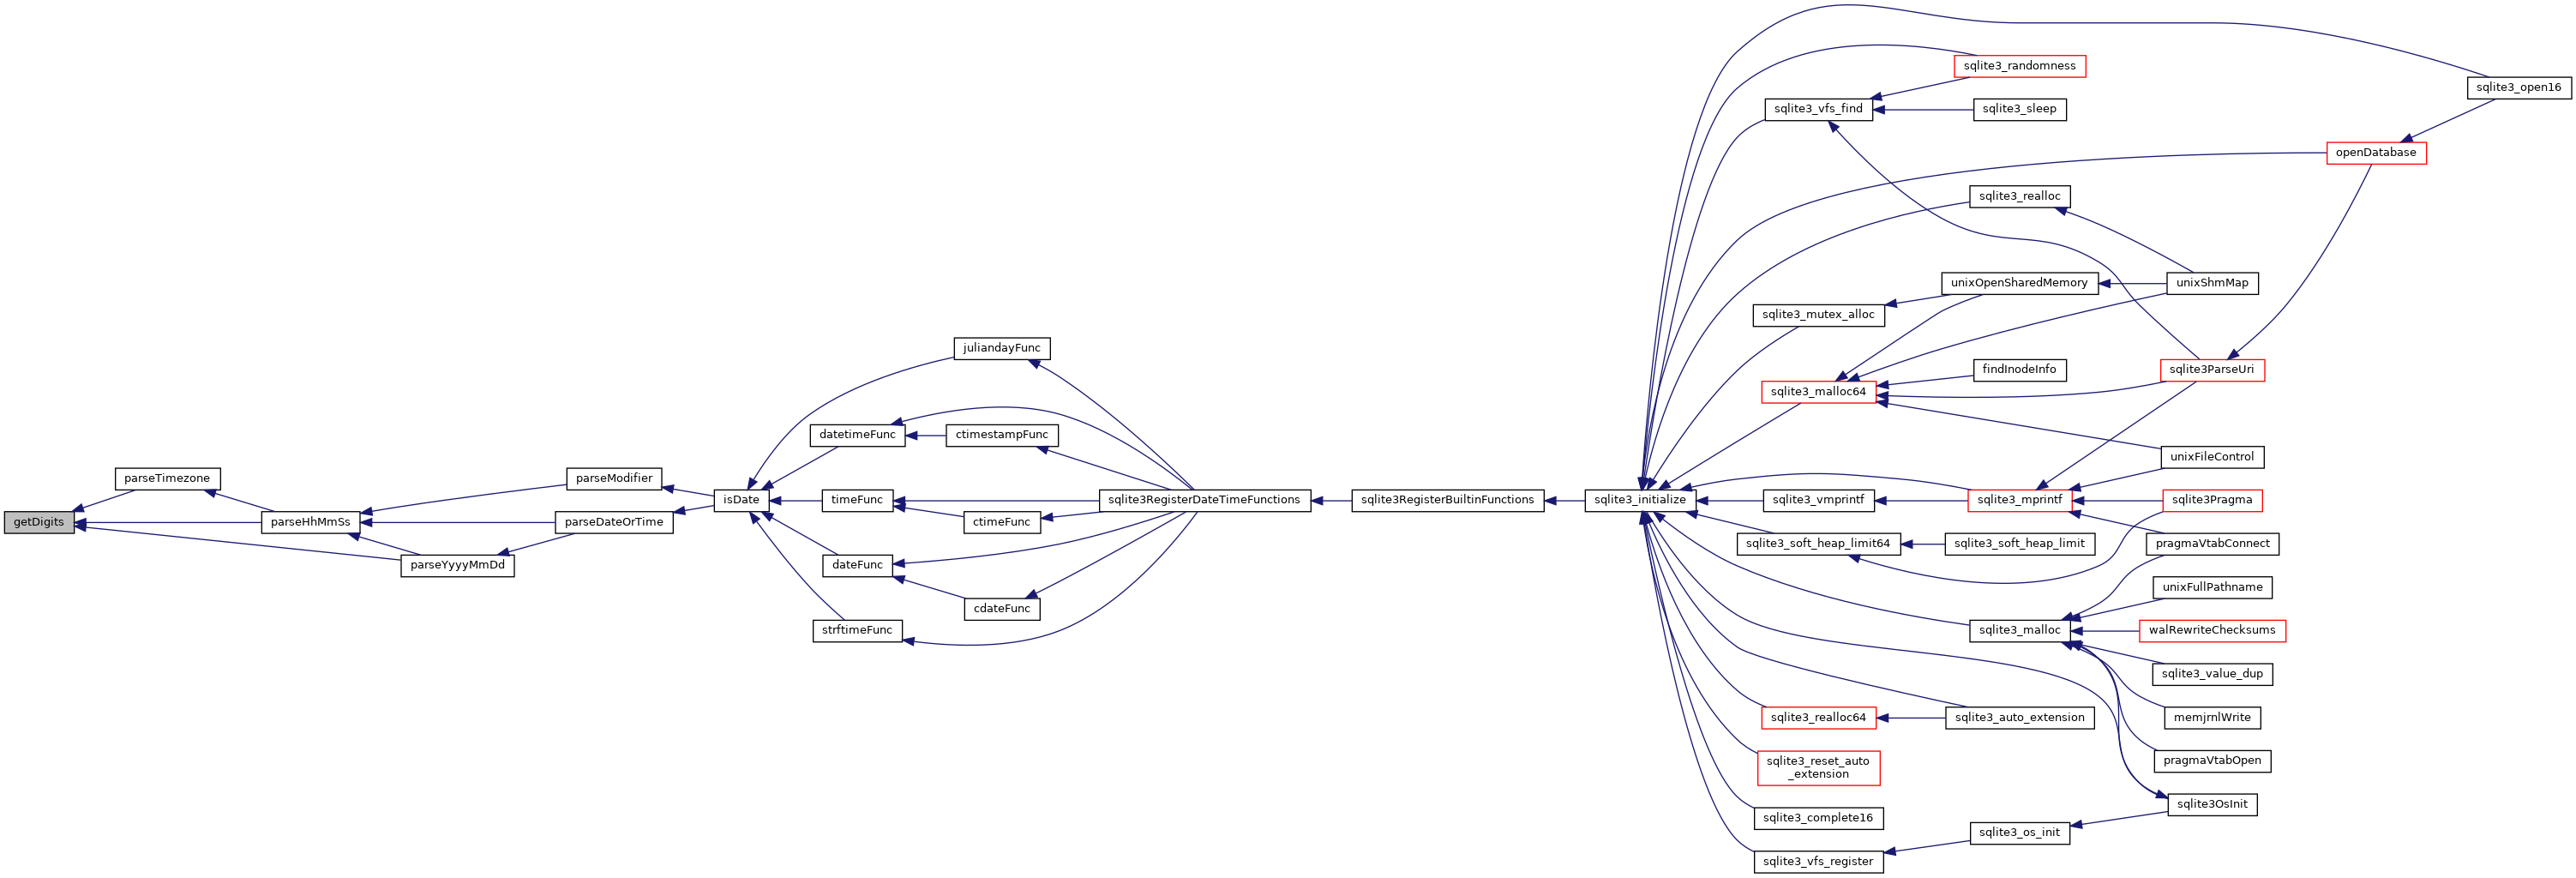 getDigits
parseTimezone
parseHhMmSs
parseYyyyMmDd
parseModifier
parseDateOrTime
isDate
juliandayFunc
datetimeFunc
timeFunc
dateFunc
strftimeFunc
ctimestampFunc
ctimeFunc
cdateFunc
sqlite3RegisterDateTimeFunctions
sqlite3RegisterBuiltinFunctions
sqlite3_initialize
sqlite3_vfs_find
sqlite3_mutex_alloc
sqlite3_malloc64
sqlite3_vmprintf
sqlite3_soft_heap_limit64
sqlite3_realloc64
sqlite3_reset_auto
_extension
sqlite3_complete16
sqlite3_vfs_register
sqlite3_randomness
sqlite3_sleep
sqlite3_realloc
unixOpenSharedMemory
findInodeInfo
sqlite3_mprintf
sqlite3_soft_heap_limit
sqlite3_malloc
sqlite3_auto_extension
sqlite3_os_init
unixShmMap
sqlite3ParseUri
unixFileControl
sqlite3Pragma
pragmaVtabConnect
unixFullPathname
walRewriteChecksums
sqlite3_value_dup
memjrnlWrite
pragmaVtabOpen
sqlite3OsInit
openDatabase
sqlite3_open16